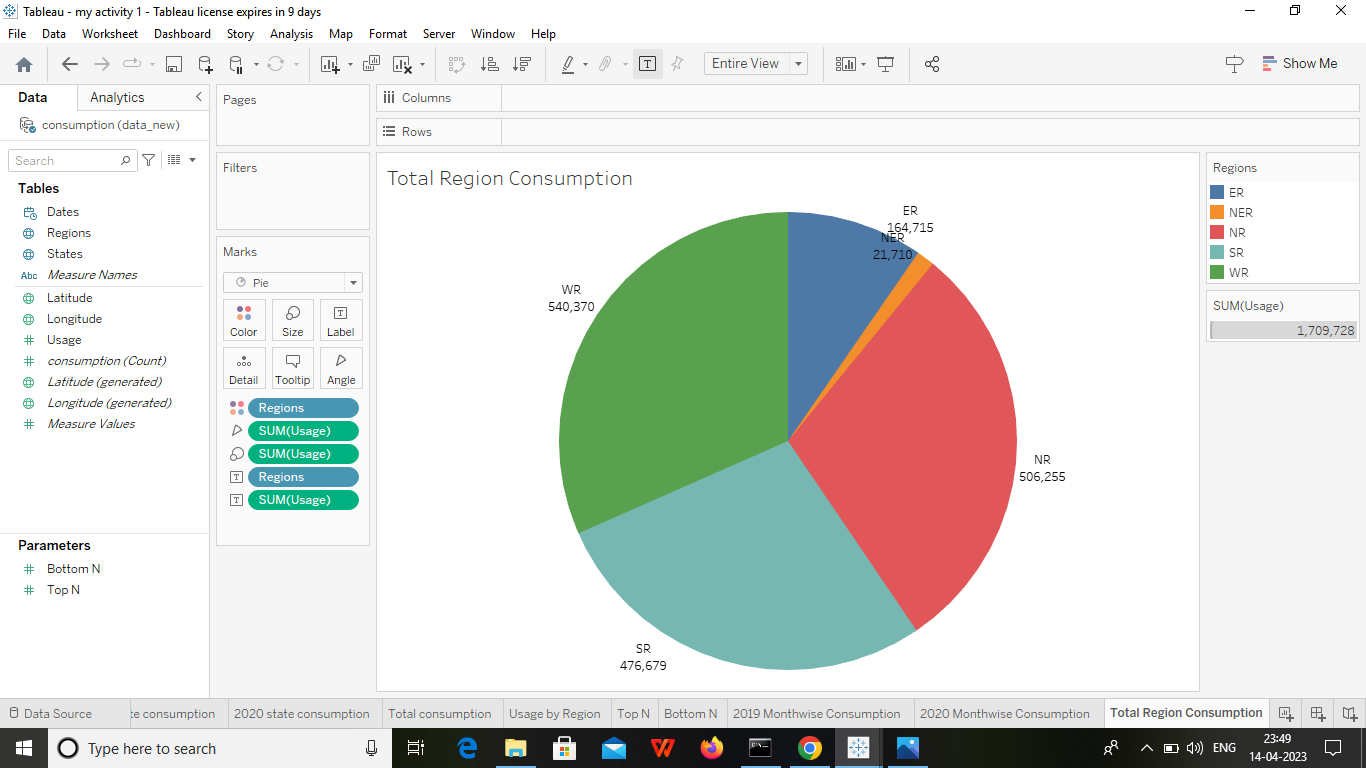 Tableau - my activity 1 - Tableau license expires in 9 days
File Data Worksheet Dashboard Story Analysis Map Format Server Window Help
Entire View
Show Me
Data Analytics
consumption (data_new)
Search
Tables
Dates
Regions
States
Abc Measure Names
Latitude
Longitude
Usage
consumption (Count)
Latitude (generated)
Longitude (generated)
Measure Values
Parameters
Bottom N
Top N
Pages
Filters
Marks
Pie
Color Size Label
Detail Tooltip Angle
Regions
SUM(Usage)
SUM(Usage)
Regions
SUM(Usage)
Columns
Rows
Total Region Consumption
ER
164,715
NER
21,710
WR
540,370
NR
506,255
SR
476,679
Regions
ER
NER
NR
SR
WR
SUM(Usage)
1,709,728
Data Source te consumption 2020 state consumption Total consumption Usage by Region Top N Bottom N 2019 Monthwise Consumption 2020 Monthwise Consumption Total Region Consumption
Type here to search
ENG
23:49
14-04-2023